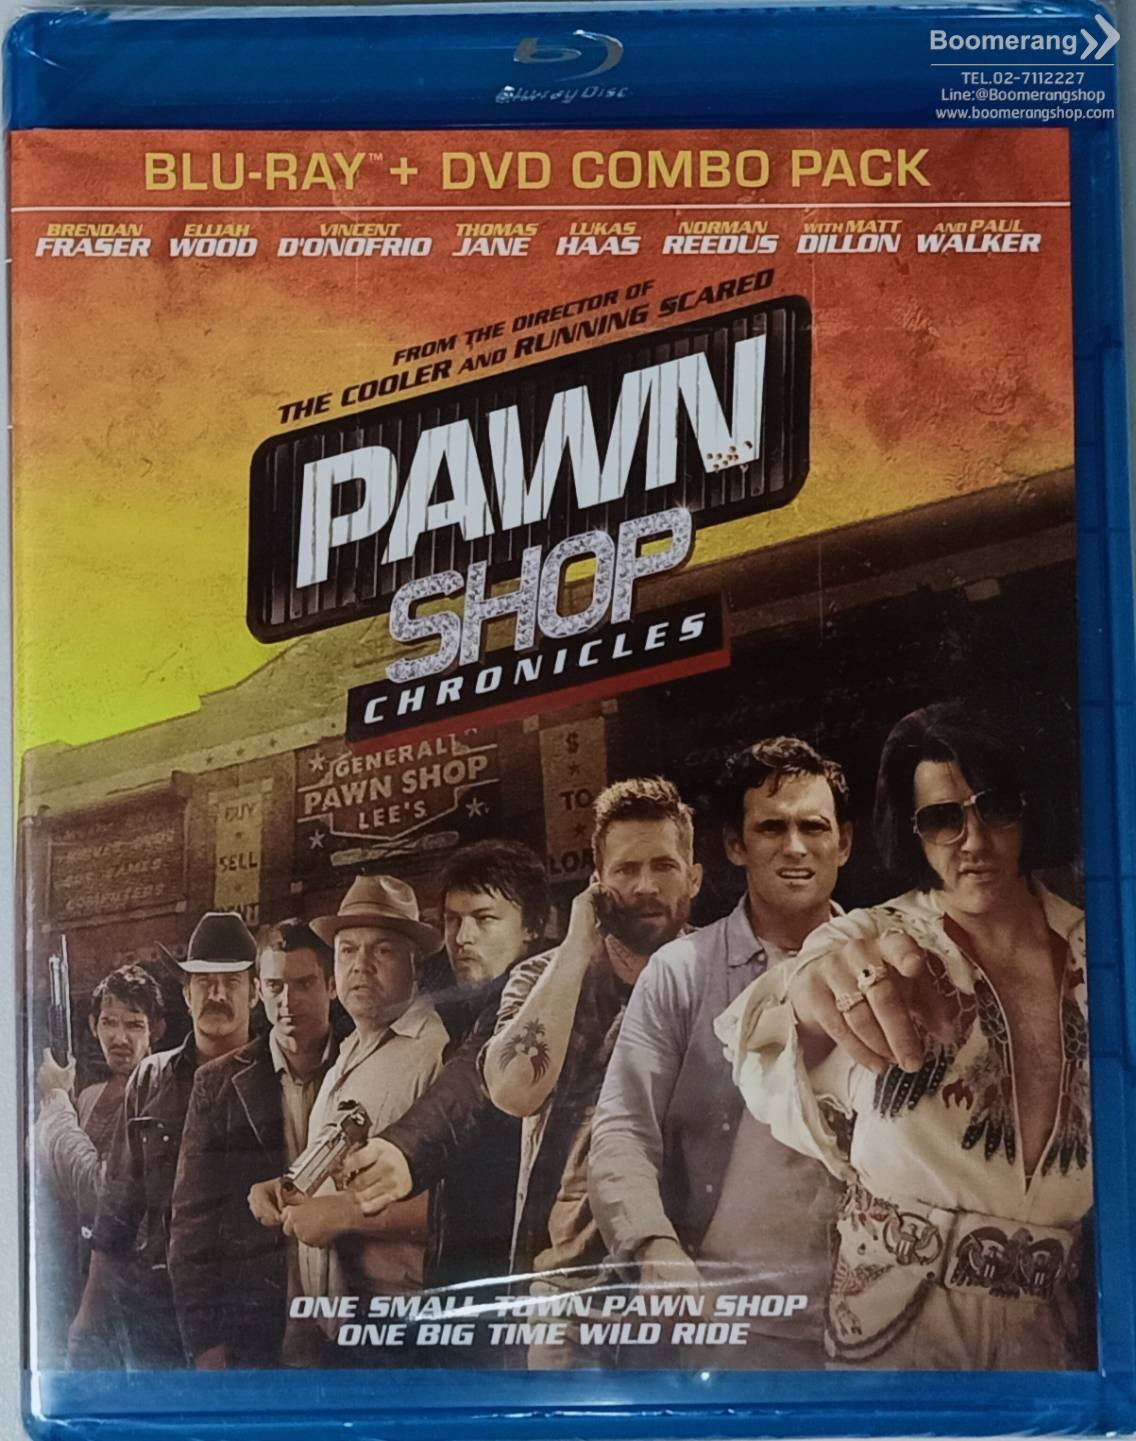 Boomerang
TEL.02-7112227
Line:@Boomerangshop
www.boomerangshop.com
Blu-ray Disc
BLU-RAY™ + DVD COMBO PACK
BRENDAN FRASER
ELIJAH WOOD
VINCENT D'ONOFRIO
THOMAS JANE
LUKAS HAAS
NORMAN REEDUS
WITH MATT DILLON
AND PAUL WALKER
FROM THE DIRECTOR OF
THE COOLER AND RUNNING SCARED
PAWN
SHOP
CHRONICLES
GENERAL
PAWN SHOP
LEE'S
BUY
SELL
$
TO
ONE SMALL TOWN PAWN SHOP
ONE BIG TIME WILD RIDE